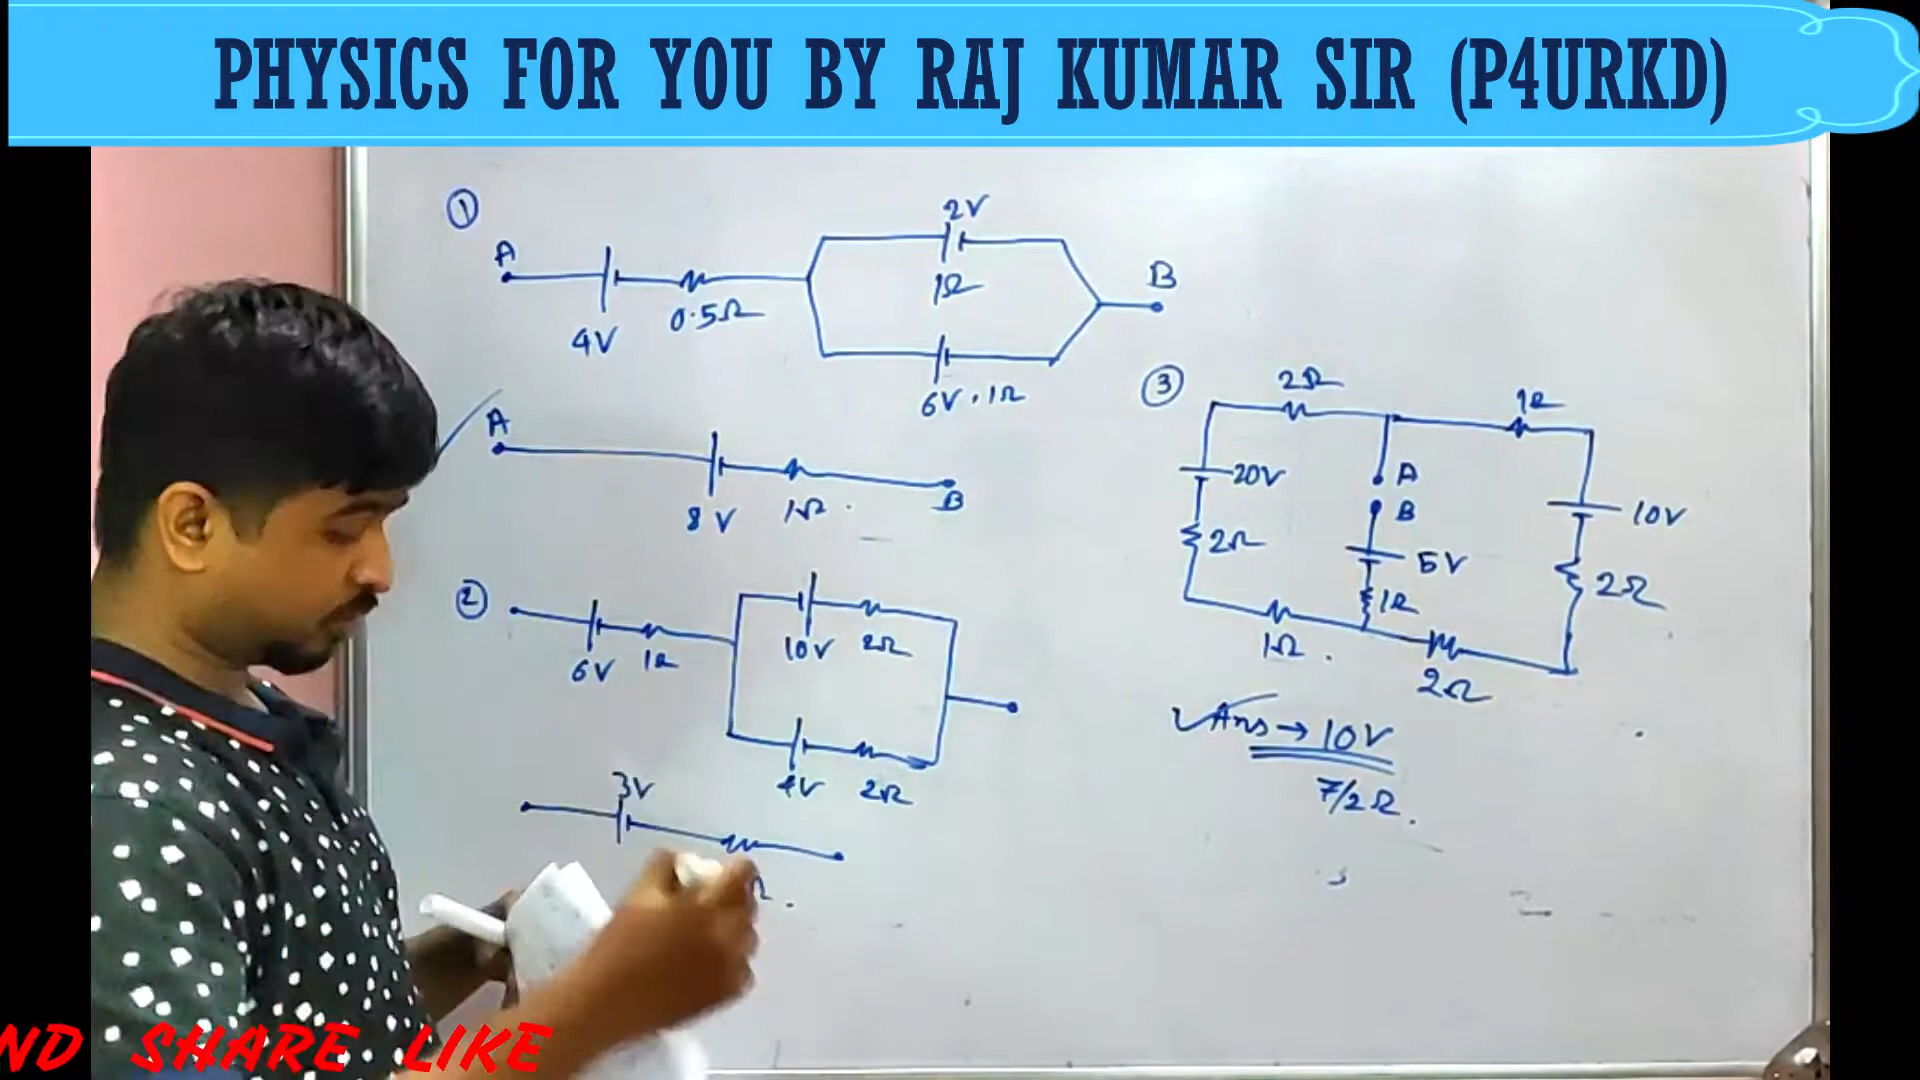 PHYSICS FOR YOU BY RAJ KUMAR SIR (P4URKD)
①
A
4V
0.5Ω
2V
1Ω
6V, 1Ω
B
A
8V
1Ω
B
②
6V
1Ω
10V
2Ω
4V
2Ω
3V
Ω
③
2Ω
1Ω
20V
A
B
10V
2Ω
5V
1Ω
2Ω
1Ω
2Ω
Ans → 10V
7/2 Ω
ND SHARE LIKE